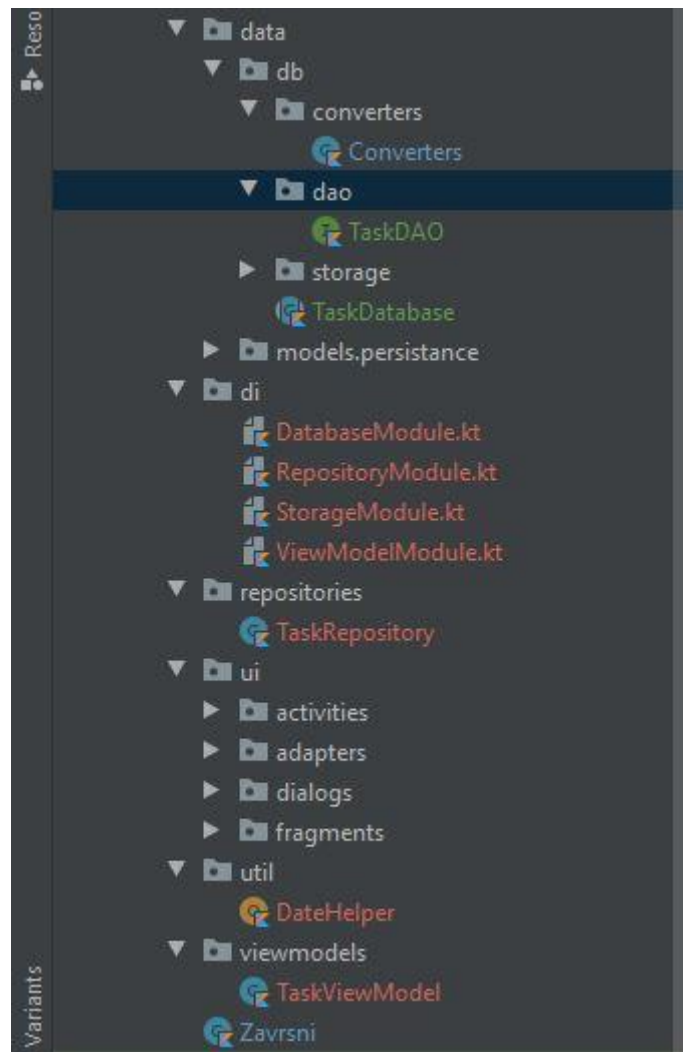 Reso
data
db
converters
Converters
dao
TaskDAO
storage
TaskDatabase
models.persistance
di
DatabaseModule.kt
RepositoryModule.kt
StorageModule.kt
ViewModelModule.kt
repositories
TaskRepository
ui
activities
adapters
dialogs
fragments
util
DateHelper
viewmodels
TaskViewModel
Zavrsni
Variants